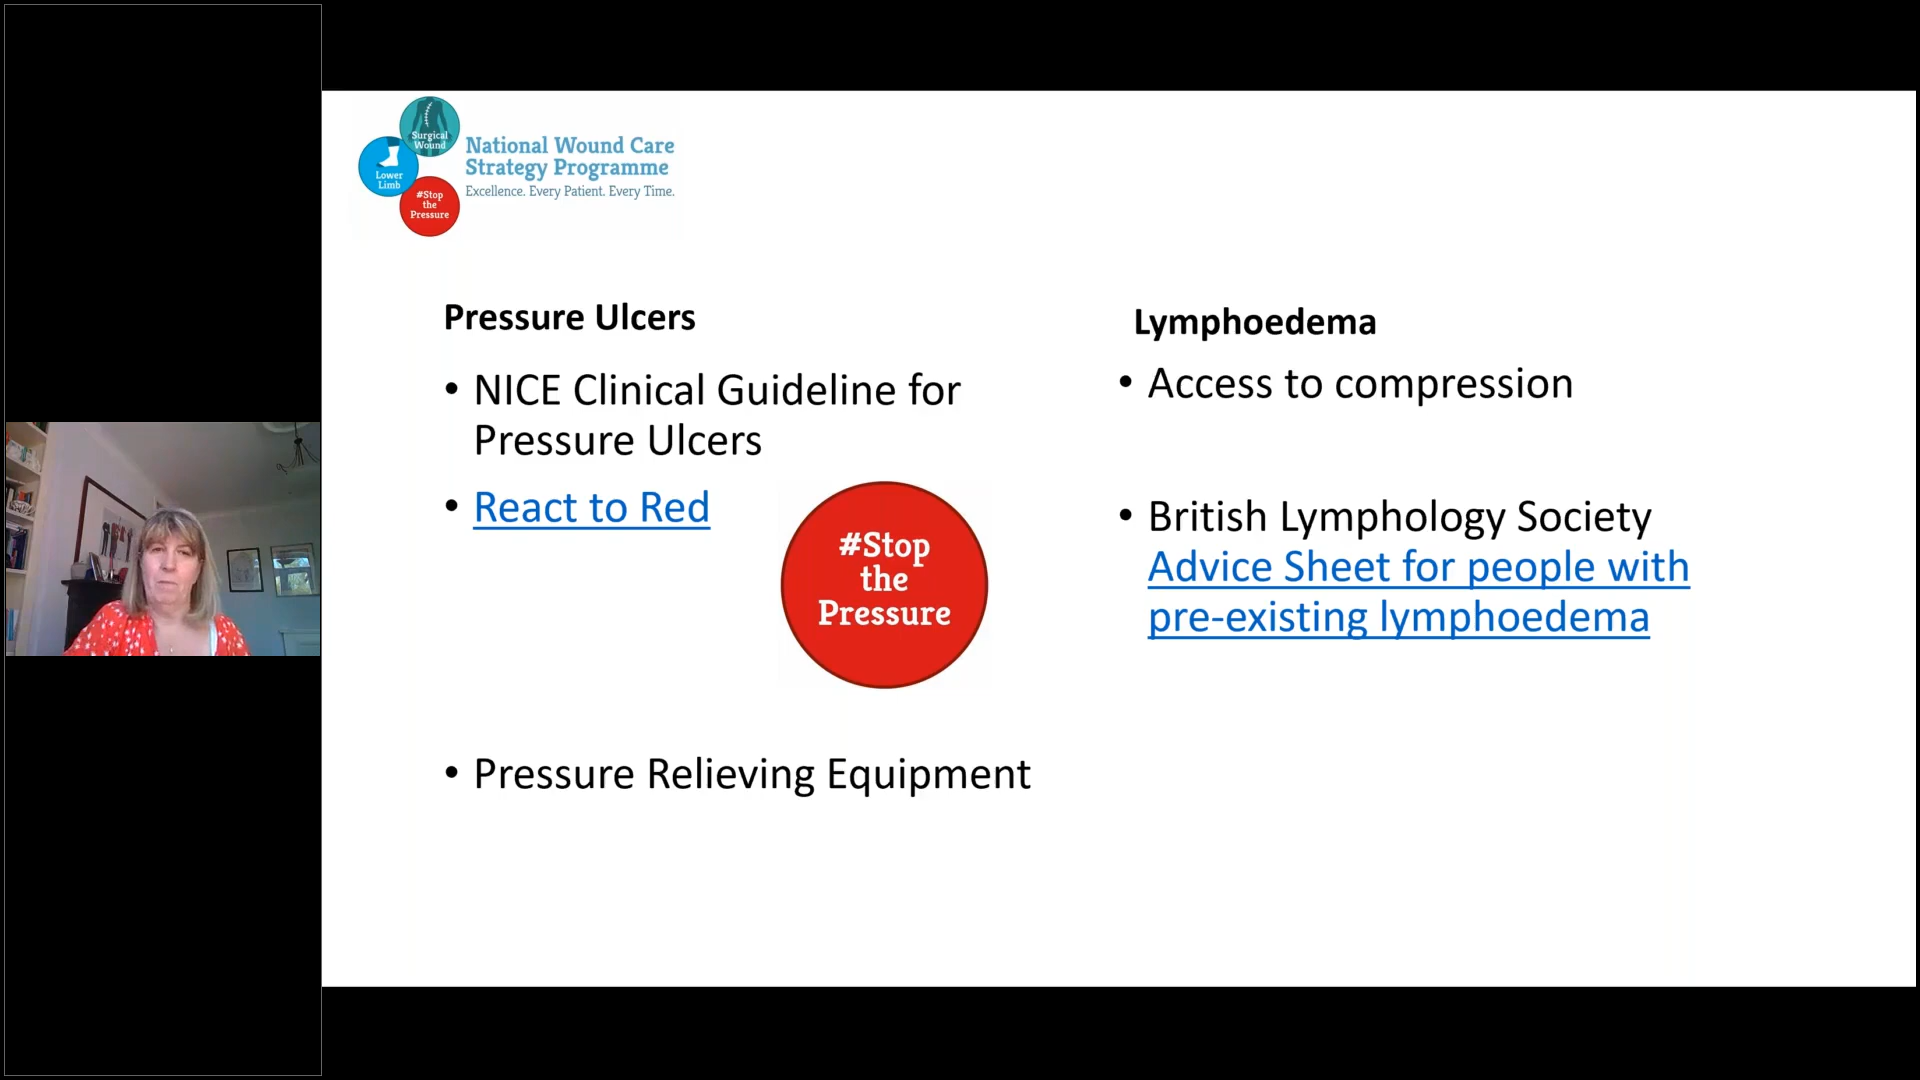 Surgical
Wound
Lower
Limb
#Stop
the
Pressure
National Wound Care
Strategy Programme
Excellence. Every Patient. Every Time.
Pressure Ulcers
• NICE Clinical Guideline for
Pressure Ulcers
• React to Red
#Stop
the
Pressure
• Pressure Relieving Equipment
Lymphoedema
• Access to compression
• British Lymphology Society
Advice Sheet for people with
pre-existing lymphoedema